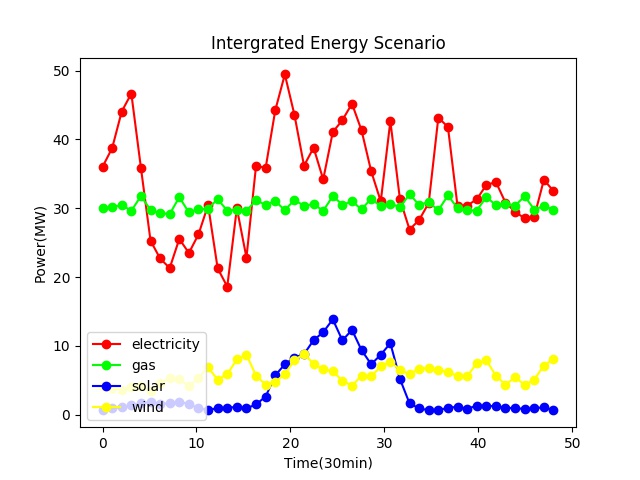 Intergrated Energy Scenario
Power(MW)
50
40
30
20
10
0
electricity
gas
solar
wind
0 10 20 30 40 50
Time(30min)